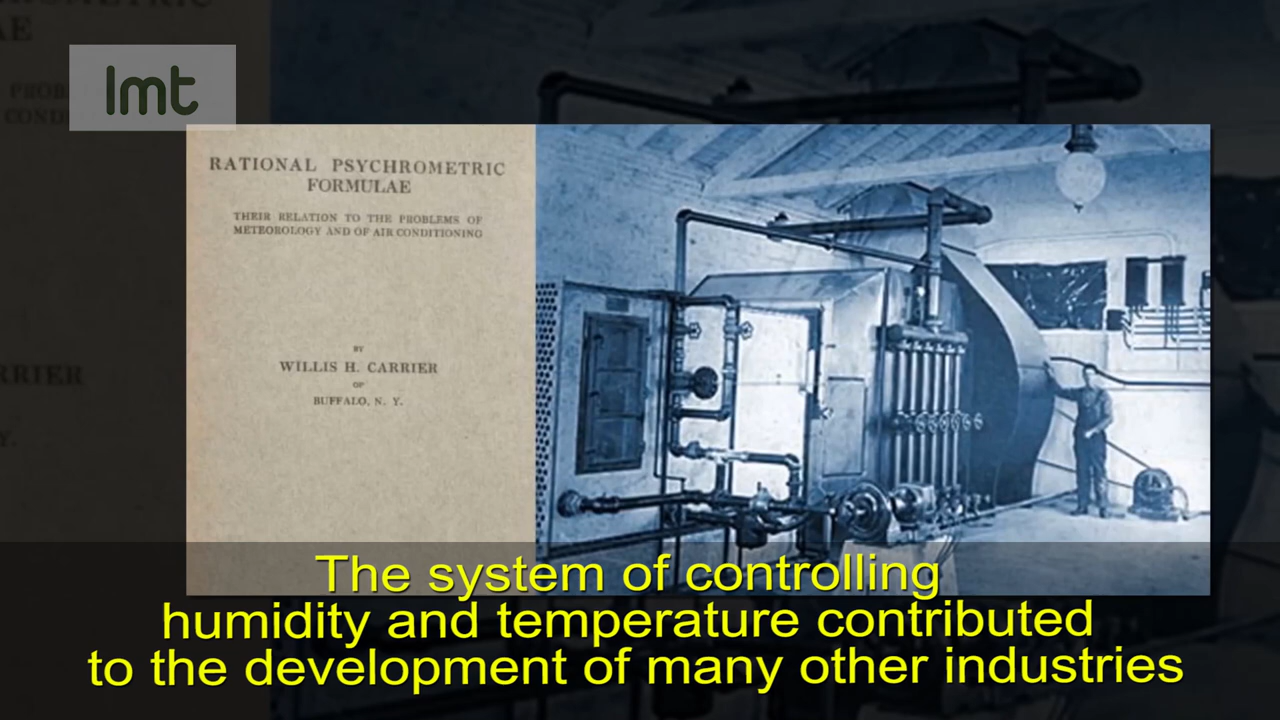 lmt
RATIONAL PSYCHROMETRIC
FORMULAE
THEIR RELATION TO THE PROBLEMS OF
METEOROLOGY AND OF AIR CONDITIONING
BY
WILLIS H. CARRIER
OF
BUFFALO, N. Y.
The system of controlling
humidity and temperature contributed
to the development of many other industries